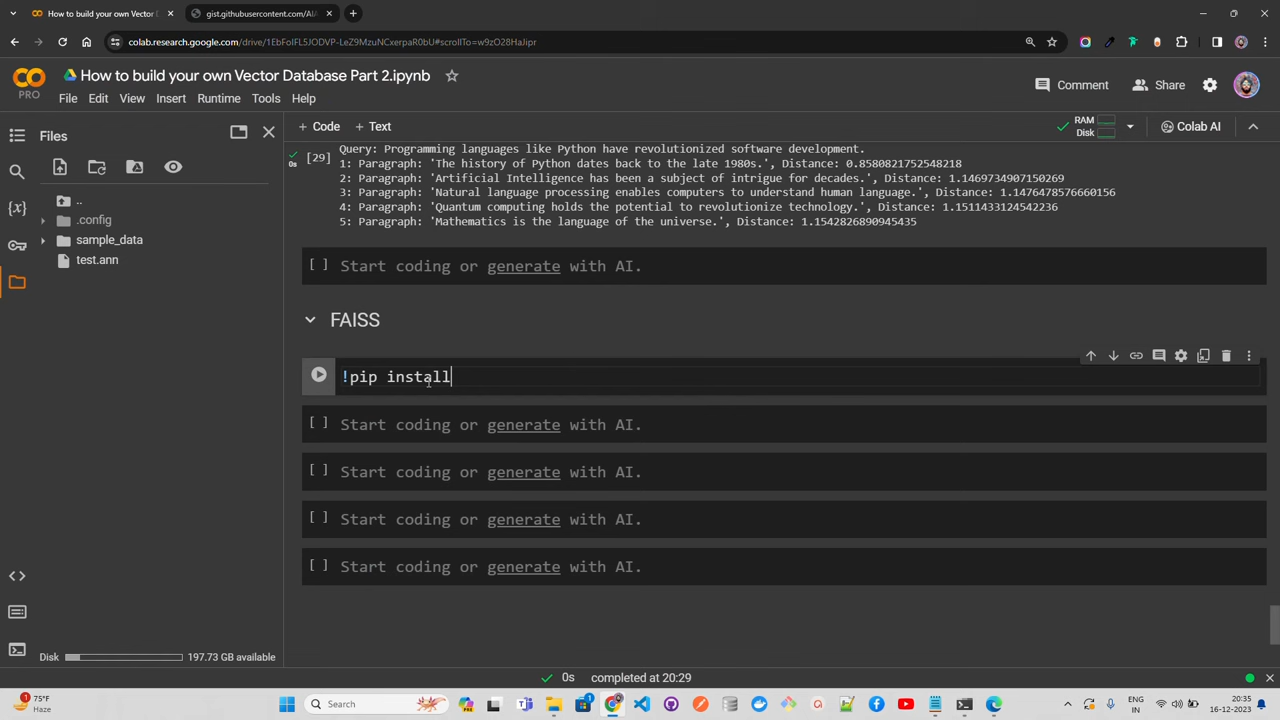 How to build your own Vector D
gist.githubusercontent.com/AIA
colab.research.google.com/drive/1EbFoIFL5JODVP-LeZ9MzuNCxerpaR0bU#scrollTo=w9zO28HaJipr
CO
PRO
How to build your own Vector Database Part 2.ipynb
File Edit View Insert Runtime Tools Help
Comment
Share
Files
+ Code + Text
RAM
Disk
Colab AI
..
.config
sample_data
test.ann
[29]
0s
Query: Programming languages like Python have revolutionized software development.
1: Paragraph: 'The history of Python dates back to the late 1980s.', Distance: 0.8580821752548218
2: Paragraph: 'Artificial Intelligence has been a subject of intrigue for decades.', Distance: 1.1469734907150269
3: Paragraph: 'Natural language processing enables computers to understand human language.', Distance: 1.1476478576660156
4: Paragraph: 'Quantum computing holds the potential to revolutionize technology.', Distance: 1.1511433124542236
5: Paragraph: 'Mathematics is the language of the universe.', Distance: 1.1542826890945435
[ ] Start coding or generate with AI.
FAISS
!pip install
[ ] Start coding or generate with AI.
[ ] Start coding or generate with AI.
[ ] Start coding or generate with AI.
[ ] Start coding or generate with AI.
Disk 197.73 GB available
0s completed at 20:29
75°F
Haze
Search
ENG
IN
20:35
16-12-2023